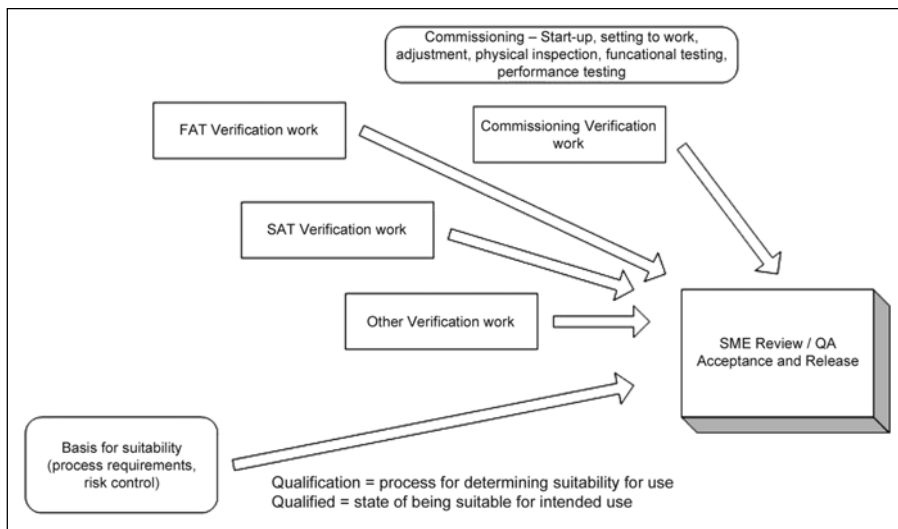 Commissioning – Start-up, setting to work,
adjustment, physical inspection, funcational testing,
performance testing
FAT Verification work
Commissioning Verification
work
SAT Verification work
Other Verification work
SME Review / QA
Acceptance and Release
Basis for suitability
(process requirements,
risk control)
Qualification = process for determining suitability for use
Qualified = state of being suitable for intended use